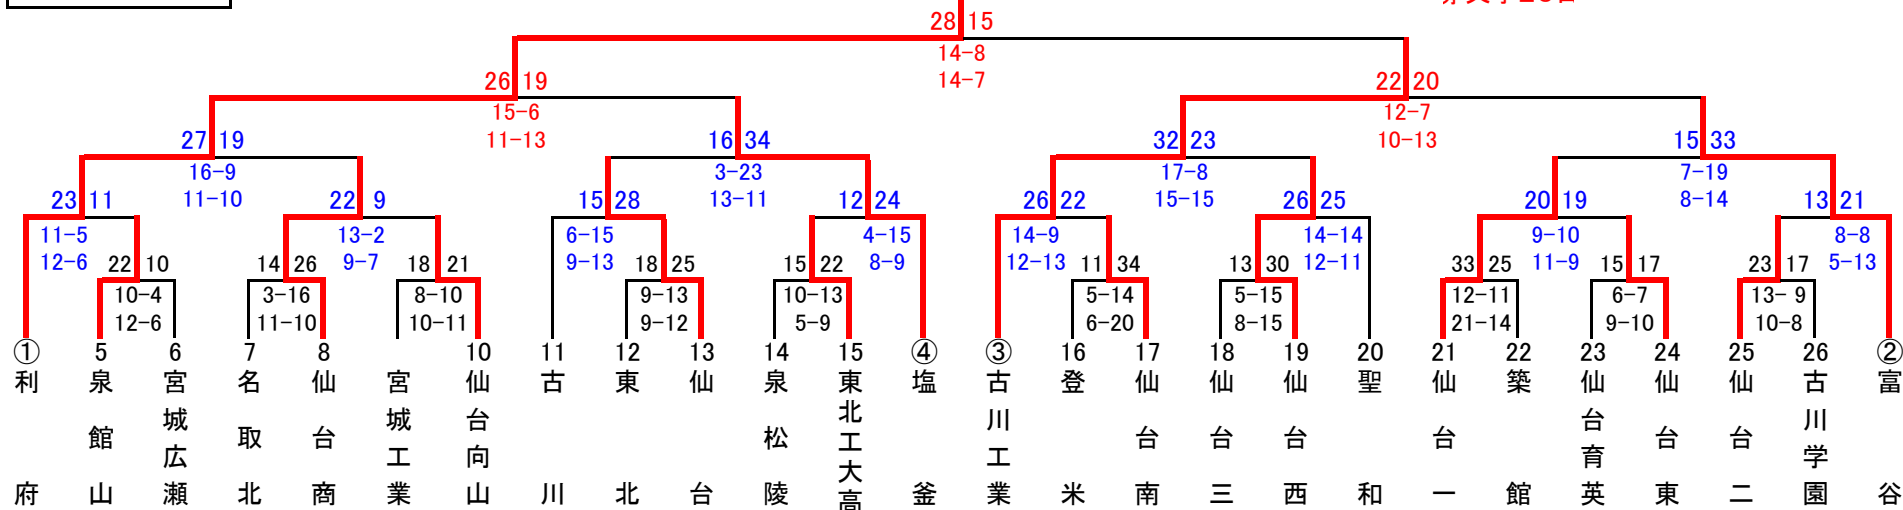 28 15
14-8
14-7
26 19
15-6
11-13
22 20
12-7
10-13
27 19
16-9
11-10
16 34
3-23
13-11
32 23
17-8
15-15
15 33
7-19
8-14
23 11
11-5
12-6
22 9
13-2
9-7
15 28
6-15
9-13
12 24
4-15
8-9
26 22
14-9
12-13
26 25
14-14
12-11
20 19
9-10
11-9
13 21
8-8
5-13
22 10
10-4
12-6
14 26
3-16
11-10
18 21
8-10
10-11
18 25
9-13
9-12
15 22
10-13
5-9
11 34
5-14
6-20
13 30
5-15
8-15
33 25
12-11
21-14
15 17
6-7
9-10
23 17
13- 9
10-8
① 5 6 7 8 10 11 12 13 14 15 ④ ③ 16 17 18 19 20 21 22 23 24 25 26 ②
利府
泉館山
宮城広瀬
名取北
仙台商
宮城工業
仙台向山
古川
東北
仙台
泉松陵
東北工大高
塩釜
古川工業
登米
仙台南
仙台三
仙台西
聖和
仙台一
築館
仙台育英
仙台東
仙台二
古川学園
富谷